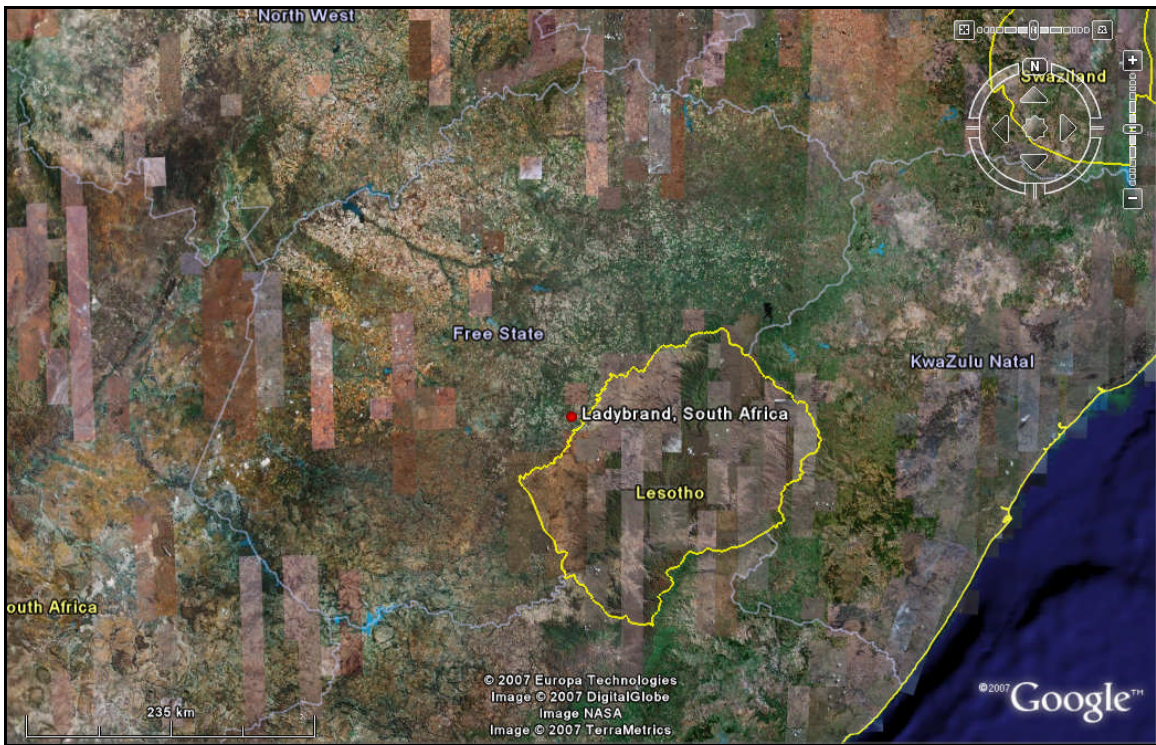 North West
N
Swaziland
Free State
KwaZulu Natal
Ladybrand, South Africa
Lesotho
outh Africa
© 2007 Europa Technologies
Image © 2007 DigitalGlobe
Image NASA
Image © 2007 TerraMetrics
235 km
©2007 Google™